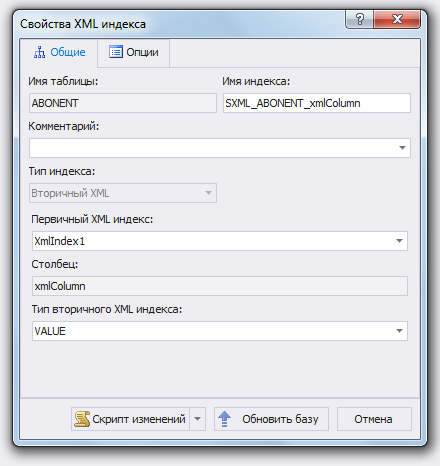 Свойства XML индекса
Общие Опции
Имя таблицы: Имя индекса:
ABONENT SXML_ABONENT_xmlColumn
Комментарий:
Тип индекса:
Вторичный XML
Первичный XML индекс:
XmlIndex1
Столбец:
xmlColumn
Тип вторичного XML индекса:
VALUE
Скрипт изменений Обновить базу Отмена